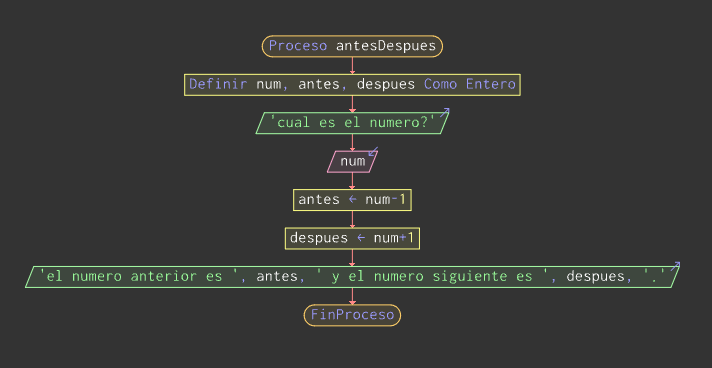 Proceso antesDespues
Definir num, antes, despues Como Entero
'cual es el numero?'
num
antes ← num-1
despues ← num+1
'el numero anterior es ', antes, ' y el numero siguiente es ', despues, '.'
FinProceso